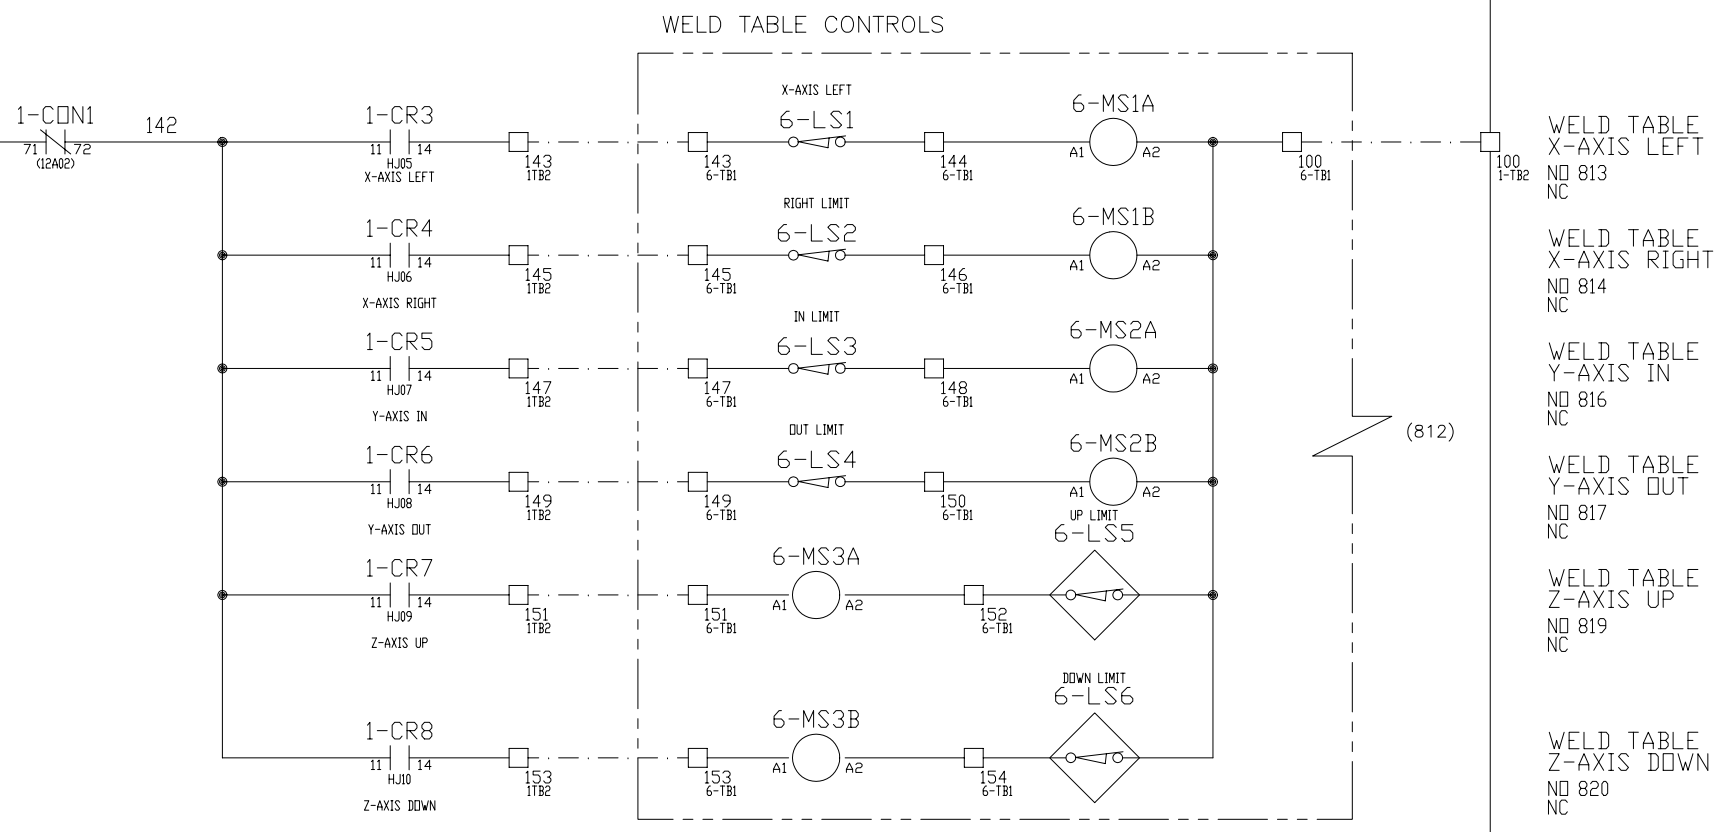 WELD TABLE CONTROLS
1-CON1
142
71 72
(12A02)
1-CR3
11 14
HJ05
X-AXIS LEFT
143
1TB2
143
6-TB1
X-AXIS LEFT
6-LS1
144
6-TB1
6-MS1A
A1 A2
100
6-TB1
100
1-TB2
WELD TABLE
X-AXIS LEFT
NO 813
NC
1-CR4
11 14
HJ06
X-AXIS RIGHT
145
1TB2
145
6-TB1
RIGHT LIMIT
6-LS2
146
6-TB1
6-MS1B
A1 A2
WELD TABLE
X-AXIS RIGHT
NO 814
NC
1-CR5
11 14
HJ07
Y-AXIS IN
147
1TB2
147
6-TB1
IN LIMIT
6-LS3
148
6-TB1
6-MS2A
A1 A2
WELD TABLE
Y-AXIS IN
NO 816
NC
(812)
1-CR6
11 14
HJ08
Y-AXIS OUT
149
1TB2
149
6-TB1
OUT LIMIT
6-LS4
150
6-TB1
6-MS2B
A1 A2
WELD TABLE
Y-AXIS OUT
NO 817
NC
1-CR7
11 14
HJ09
Z-AXIS UP
151
1TB2
151
6-TB1
6-MS3A
A1 A2
152
6-TB1
UP LIMIT
6-LS5
WELD TABLE
Z-AXIS UP
NO 819
NC
1-CR8
11 14
HJ10
Z-AXIS DOWN
153
1TB2
153
6-TB1
6-MS3B
A1 A2
154
6-TB1
DOWN LIMIT
6-LS6
WELD TABLE
Z-AXIS DOWN
NO 820
NC